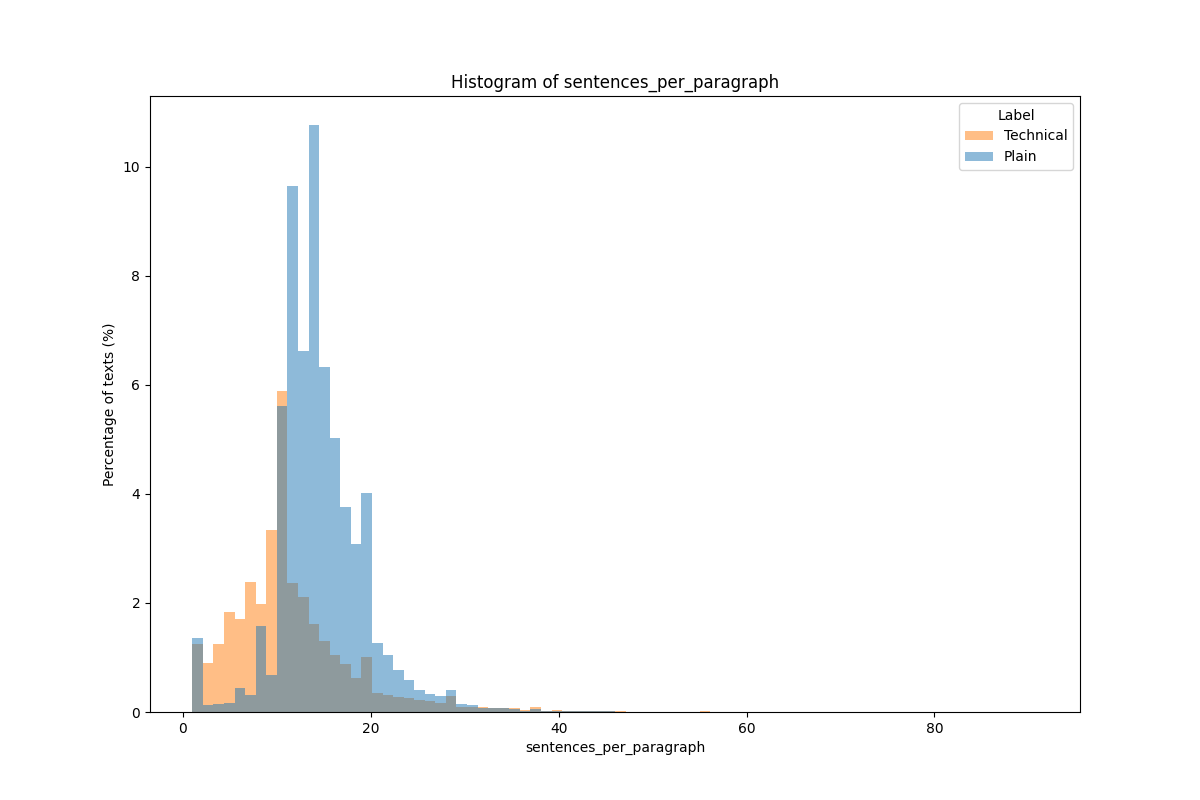 Histogram of sentences_per_paragraph
Label
Technical
Plain
Percentage of texts (%)
10
8
6
4
2
0
0 20 40 60 80
sentences_per_paragraph